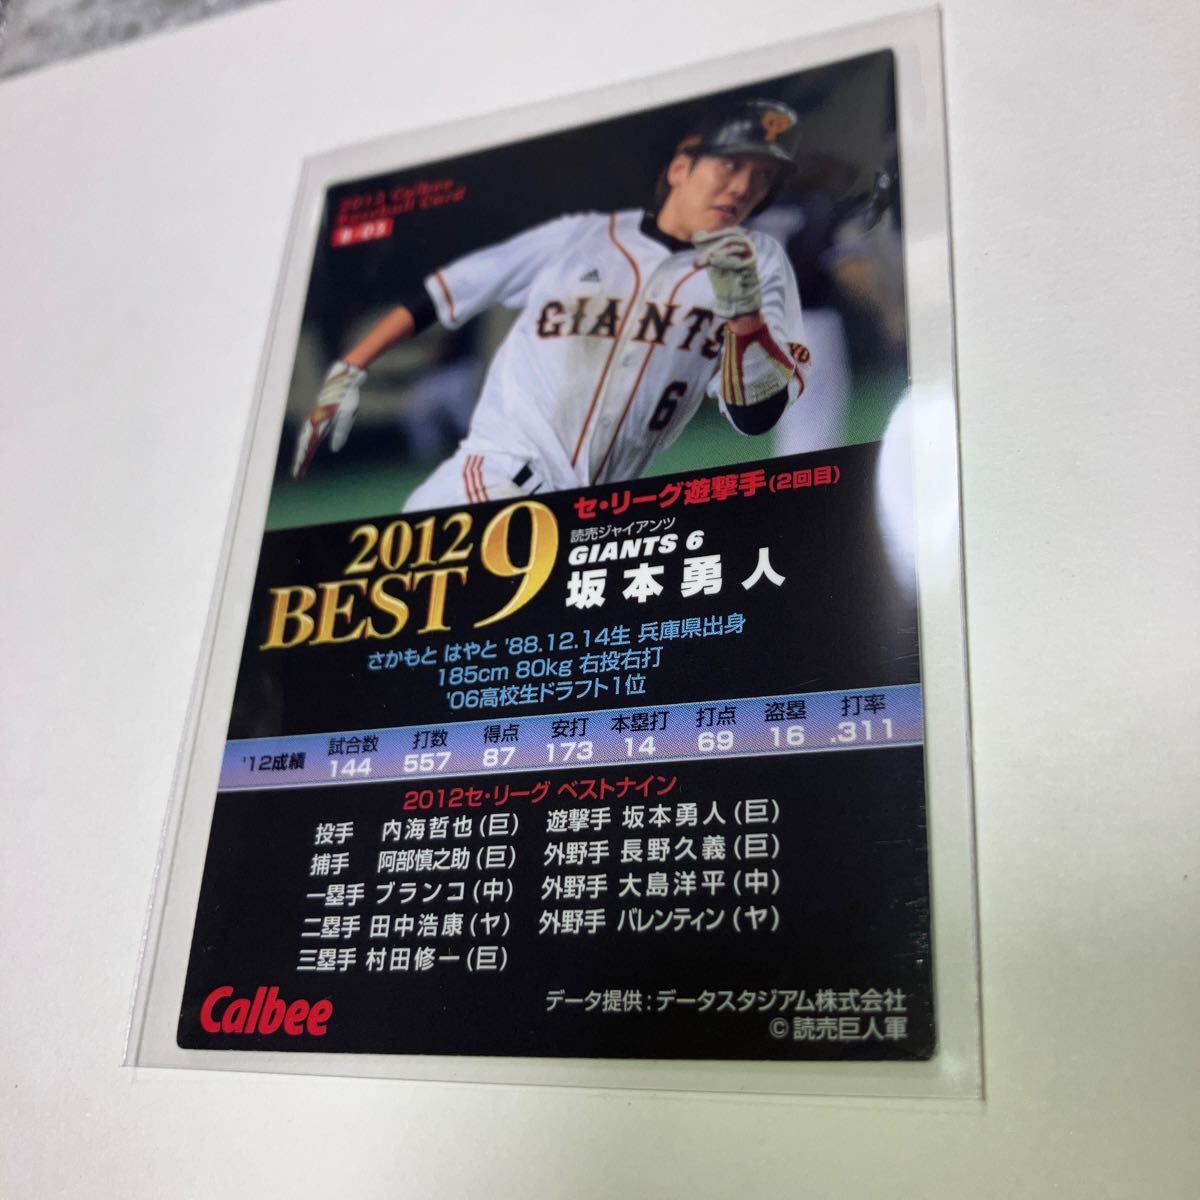 2013 Calbee
Baseball Card
B-03
GIANTS
6
セ・リーグ遊撃手(2回目)
2012
BEST 9
読売ジャイアンツ
GIANTS 6
坂本勇人
さかもと はやと '88.12.14生 兵庫県出身
185cm 80kg 右投右打
'06高校生ドラフト1位
'12成績 試合数 打数 得点 安打 本塁打 打点 盗塁 打率
144 557 87 173 14 69 16 .311
2012セ・リーグ ベストナイン
投手 内海哲也(巨) 遊撃手 坂本勇人(巨)
捕手 阿部慎之助(巨) 外野手 長野久義(巨)
一塁手 ブランコ(中) 外野手 大島洋平(中)
二塁手 田中浩康(ヤ) 外野手 バレンティン(ヤ)
三塁手 村田修一(巨)
Calbee
データ提供:データスタジアム株式会社
©読売巨人軍